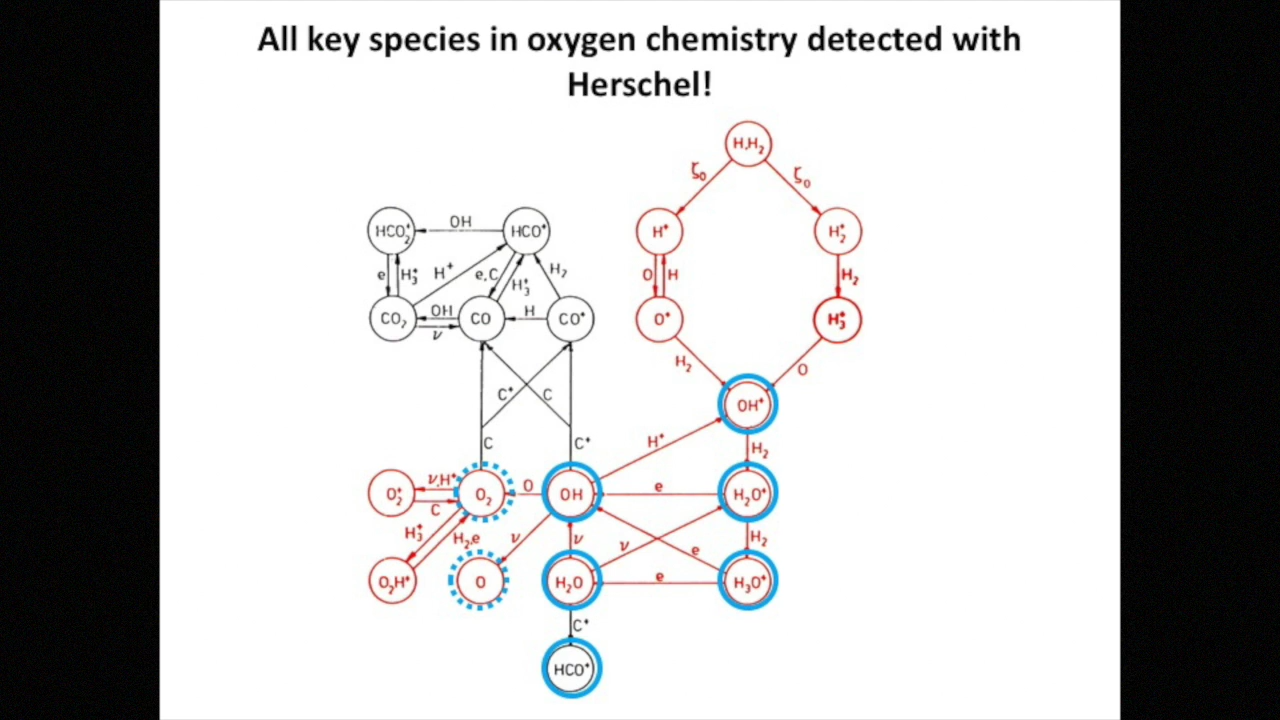 All key species in oxygen chemistry detected with
Herschel!
H,H₂
ζ₀ ζ₀
HCO₂⁺ OH HCO⁺ H⁺ H₂⁺
e H₃⁺ H⁺ e,C H₃⁺ H₂ O H H₂
CO₂ OH ν CO H CO⁺ O⁺ H₃⁺
H₂ O
C⁺ C OH⁺
C C⁺ H⁺ H₂
O₂⁺ ν,H⁺ C O₂ O OH e H₂O⁺
H₃⁺ H₂,e ν ν ν e H₂
O₂H⁺ O H₂O e H₃O⁺
C⁺
HCO⁺